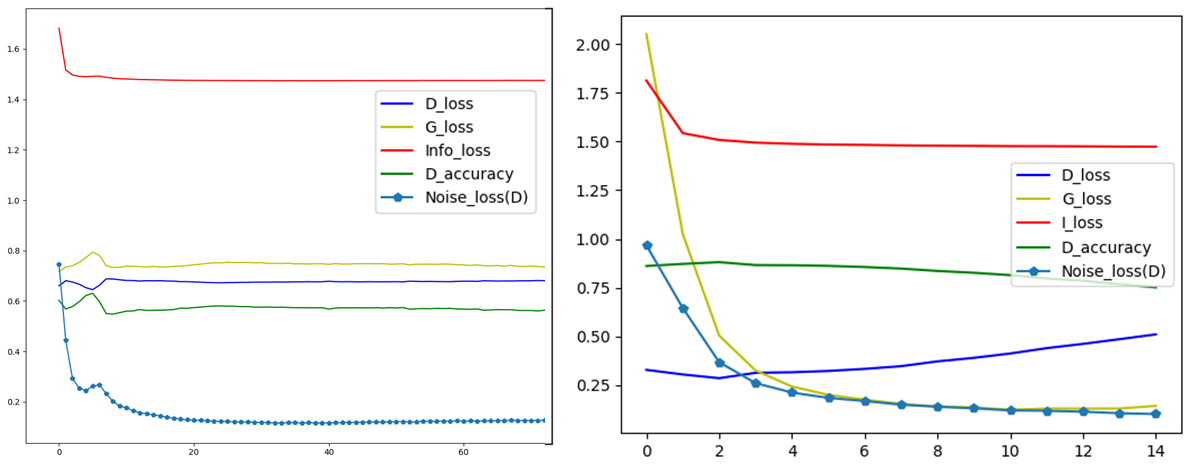 1.6
1.4
1.2
1.0
0.8
0.6
0.4
0.2
0 20 40 60
D_loss
G_loss
Info_loss
D_accuracy
Noise_loss(D)
2.00
1.75
1.50
1.25
1.00
0.75
0.50
0.25
0 2 4 6 8 10 12 14
D_loss
G_loss
I_loss
D_accuracy
Noise_loss(D)